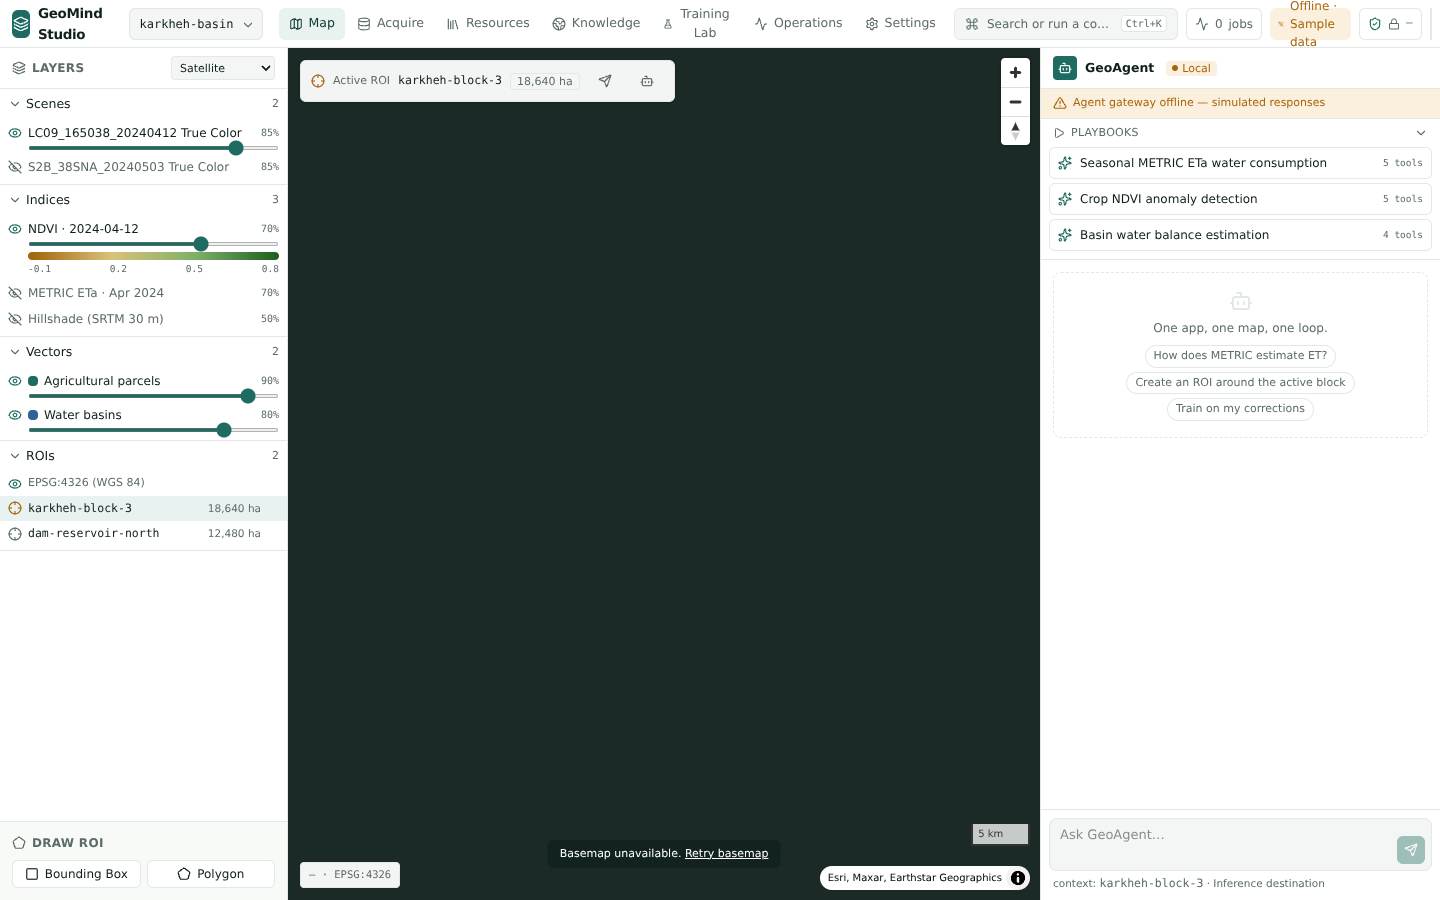 GeoMind
Studio
karkheh-basin
Map
Acquire
Resources
Knowledge
Training
Lab
Operations
Settings
Search or run a co...
Ctrl+K
0 jobs
Offline ·
Sample
data
—
LAYERS
Satellite
Scenes 2
LC09_165038_20240412 True Color 85%
S2B_38SNA_20240503 True Color 85%
Indices 3
NDVI · 2024-04-12 70%
-0.1 0.2 0.5 0.8
METRIC ETa · Apr 2024 70%
Hillshade (SRTM 30 m) 50%
Vectors 2
Agricultural parcels 90%
Water basins 80%
ROIs 2
EPSG:4326 (WGS 84)
karkheh-block-3 18,640 ha
dam-reservoir-north 12,480 ha
DRAW ROI
Bounding Box
Polygon
Active ROI karkheh-block-3 18,640 ha
5 km
Basemap unavailable. Retry basemap
— · EPSG:4326
Esri, Maxar, Earthstar Geographics
GeoAgent
Local
Agent gateway offline — simulated responses
PLAYBOOKS
Seasonal METRIC ETa water consumption 5 tools
Crop NDVI anomaly detection 5 tools
Basin water balance estimation 4 tools
One app, one map, one loop.
How does METRIC estimate ET?
Create an ROI around the active block
Train on my corrections
Ask GeoAgent...
context: karkheh-block-3 · Inference destination